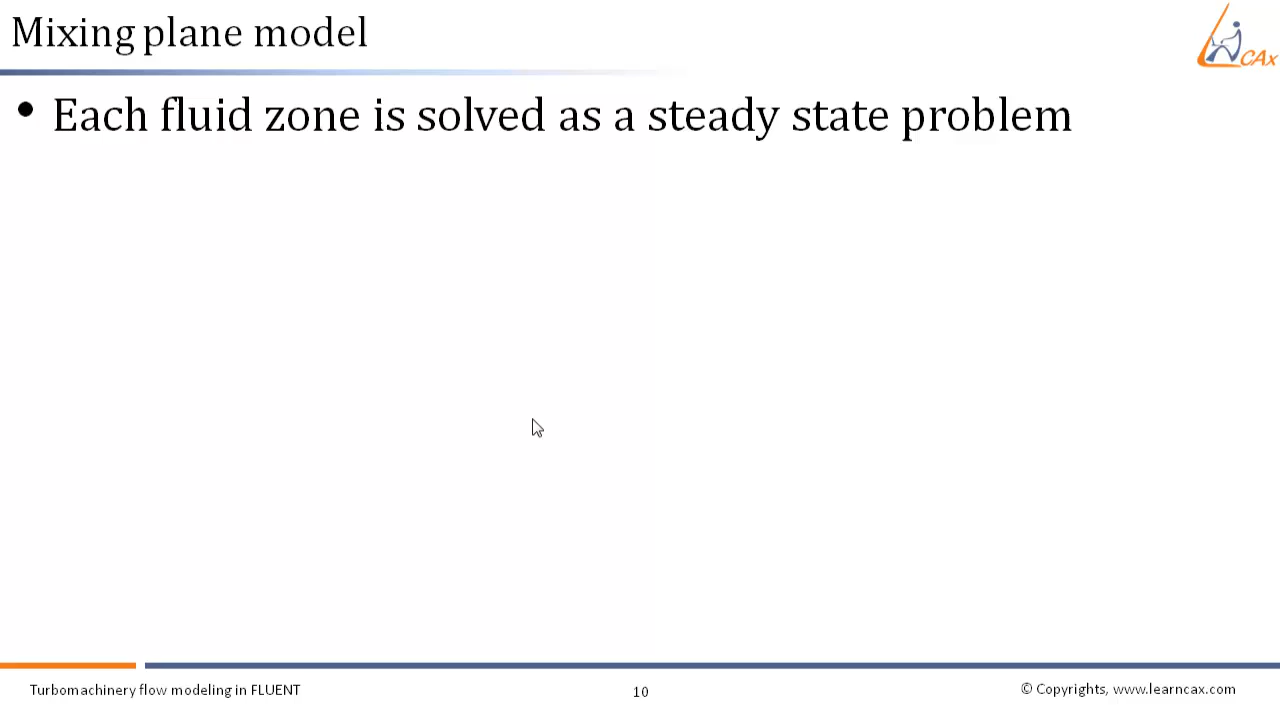 Mixing plane model
CAx
• Each fluid zone is solved as a steady state problem
Turbomachinery flow modeling in FLUENT
10
© Copyrights, www.learncax.com